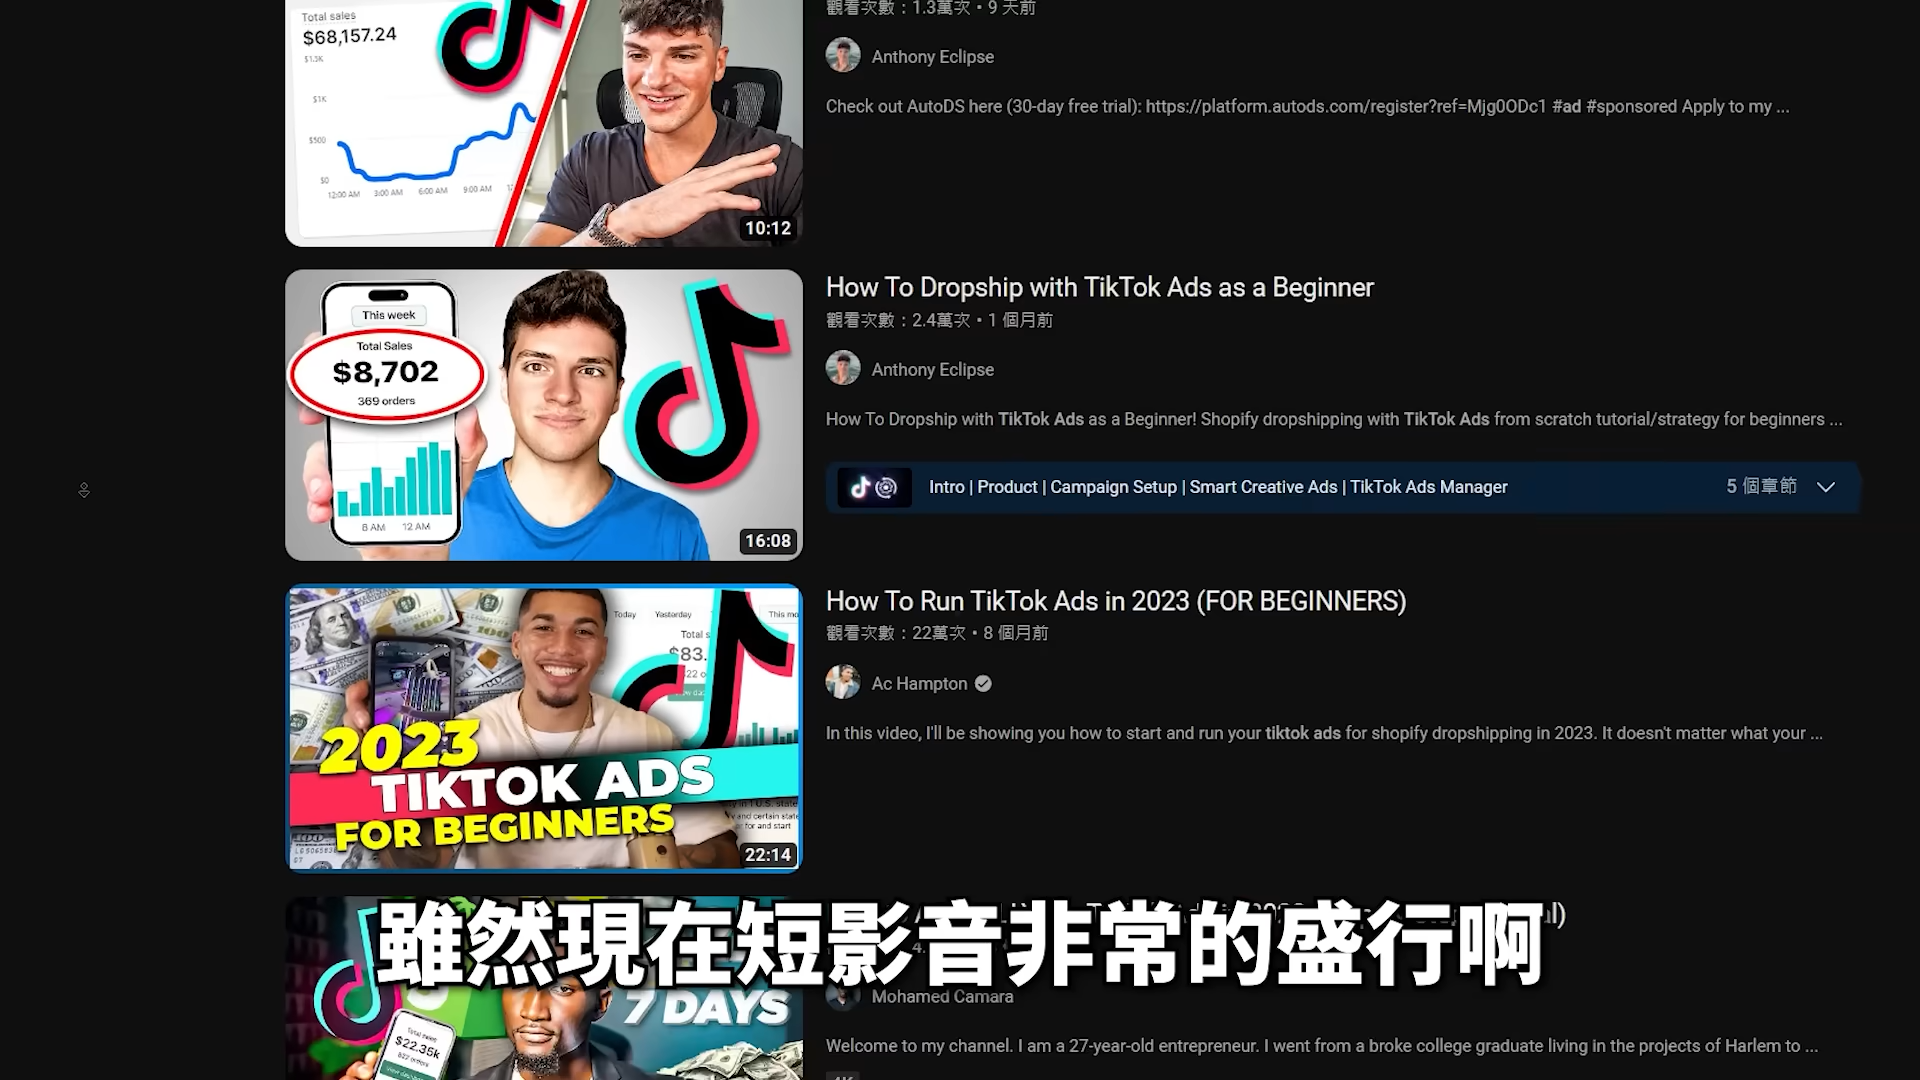 Total sales
$68,157.24
$1.5K
$1K
$500
$0
12:00 AM 3:00 AM 6:00 AM 9:00 AM
10:12
觀看次數：1.3萬次・9 天前
Anthony Eclipse
Check out AutoDS here (30-day free trial): https://platform.autods.com/register?ref=Mjg0ODc1 #ad #sponsored Apply to my ...
This week
Total Sales
$8,702
369 orders
8 AM 12 AM
16:08
How To Dropship with TikTok Ads as a Beginner
觀看次數：2.4萬次・1 個月前
Anthony Eclipse
How To Dropship with TikTok Ads as a Beginner! Shopify dropshipping with TikTok Ads from scratch tutorial/strategy for beginners ...
Intro | Product | Campaign Setup | Smart Creative Ads | TikTok Ads Manager
5 個章節
Today Yesterday This mo
Total s
$83.
2023
TIKTOK ADS
FOR BEGINNERS
22:14
How To Run TikTok Ads in 2023 (FOR BEGINNERS)
觀看次數：22萬次・8 個月前
Ac Hampton
In this video, I'll be showing you how to start and run your tiktok ads for shopify dropshipping in 2023. It doesn't matter what your ...
雖然現在短影音非常的盛行啊
7 DAYS
Total sales
$22.35k
Mohamed Camara
Welcome to my channel. I am a 27-year-old entrepreneur. I went from a broke college graduate living in the projects of Harlem to ...